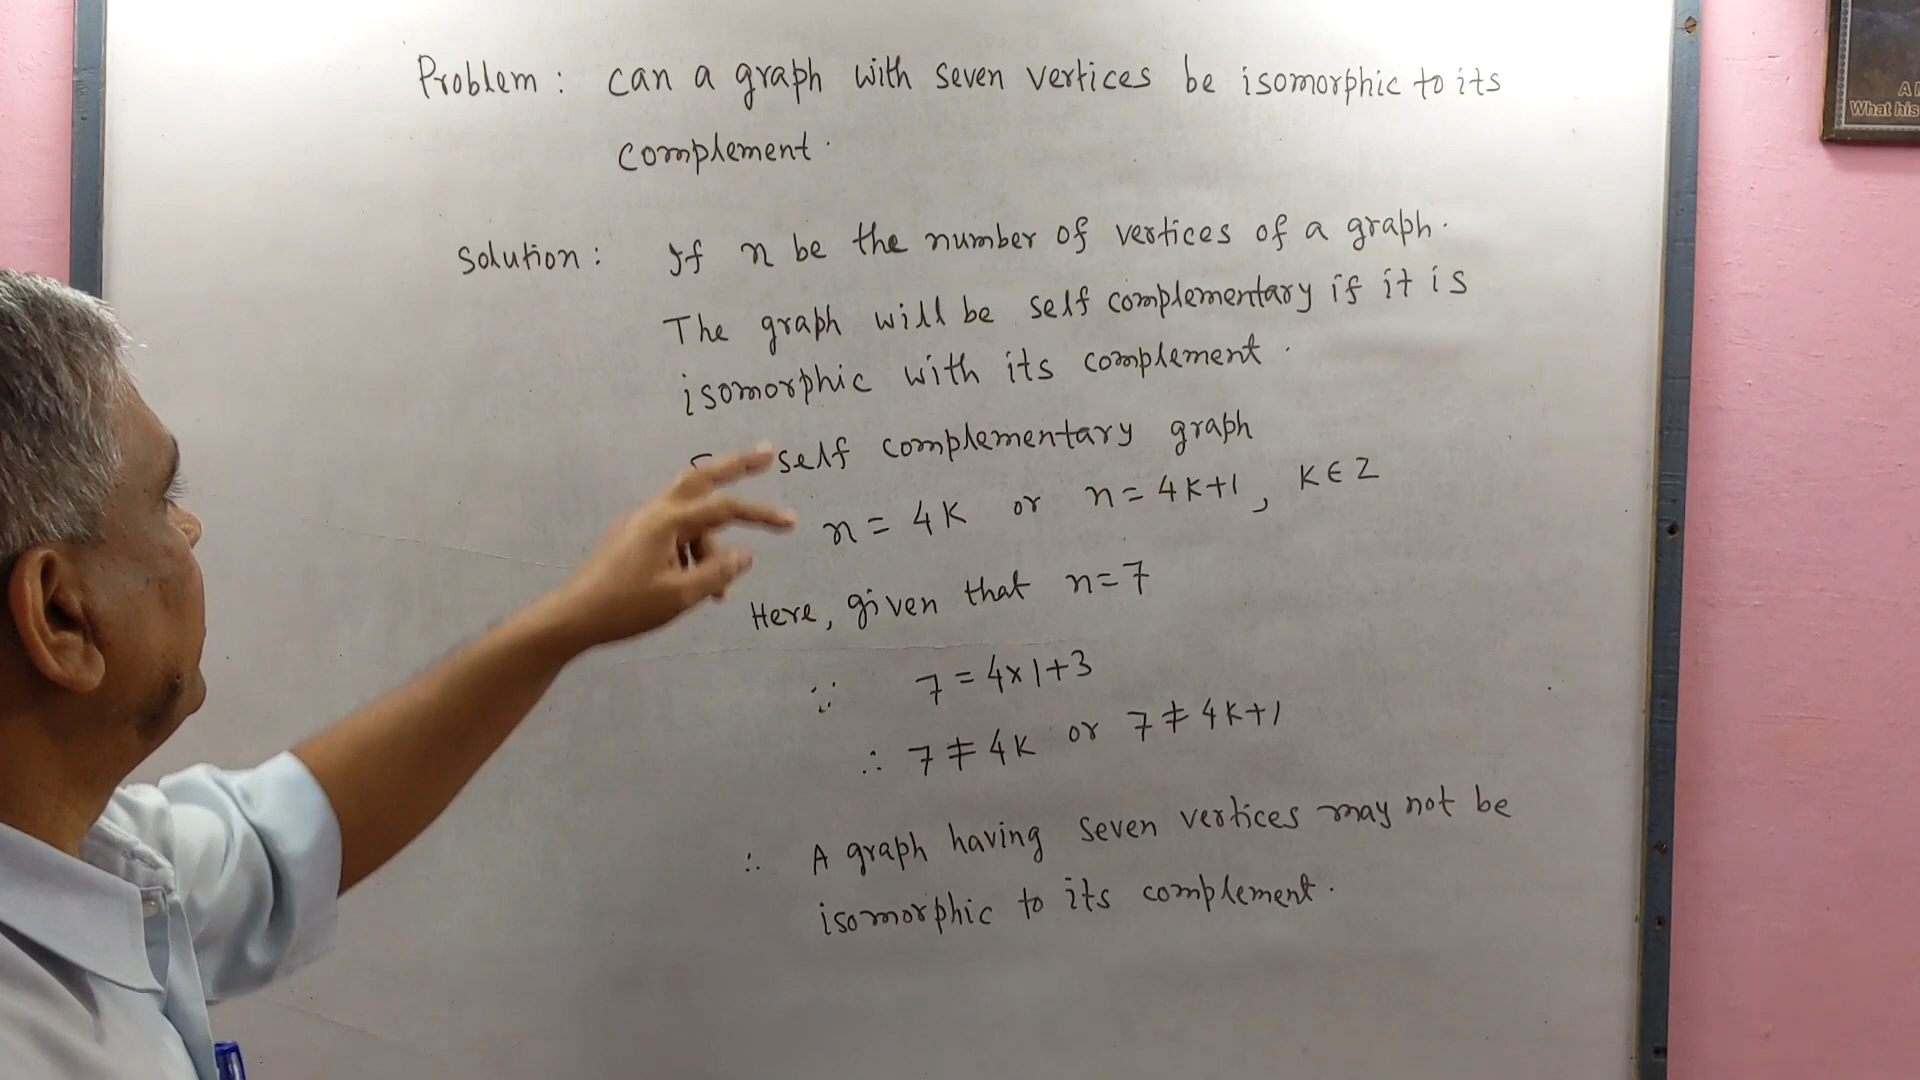 Problem : can a graph with seven vertices be isomorphic to its
complement.
Solution : If n be the number of vertices of a graph.
The graph will be self complementary if it is
isomorphic with its complement.
self complementary graph
n = 4K or n = 4K+1, K ∈ Z
Here, given that n=7
∵ 7 = 4×1+3
∴ 7 ≠ 4K or 7 ≠ 4K+1
∴ A graph having seven vertices may not be
isomorphic to its complement.
What his